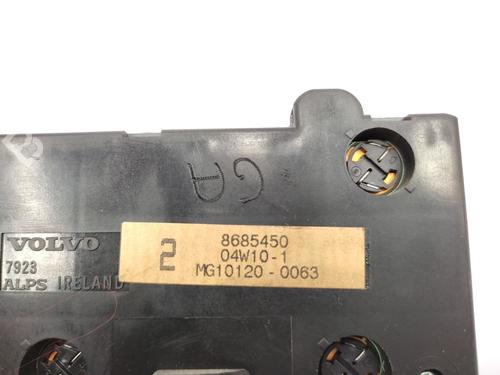 GA
VOLVO
7923
ALPS IRELAND
2
8685450
04W10-1
MG10120-0063